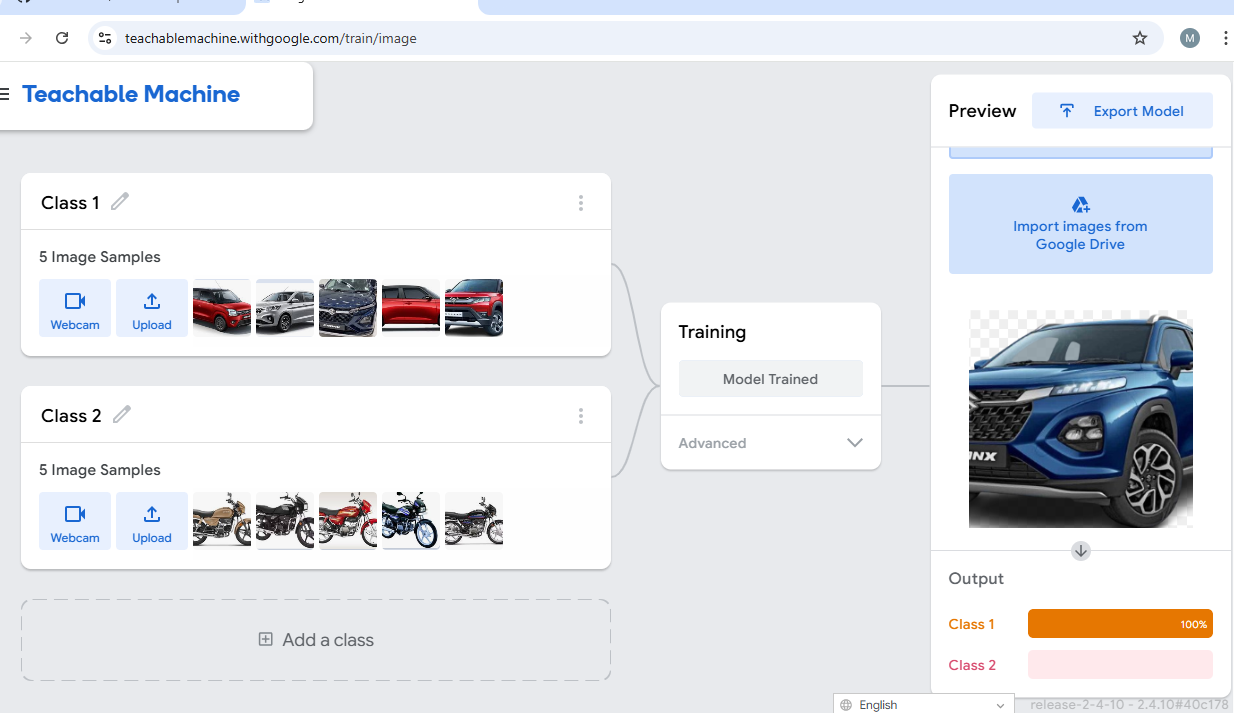 teachablemachine.withgoogle.com/train/image
M
Teachable Machine
Preview
Export Model
Import images from
Google Drive
Class 1
5 Image Samples
Webcam
Upload
Class 2
5 Image Samples
Webcam
Upload
Add a class
Training
Model Trained
Advanced
Output
Class 1
100%
Class 2
English
release-2-4-10 - 2.4.10#40c178